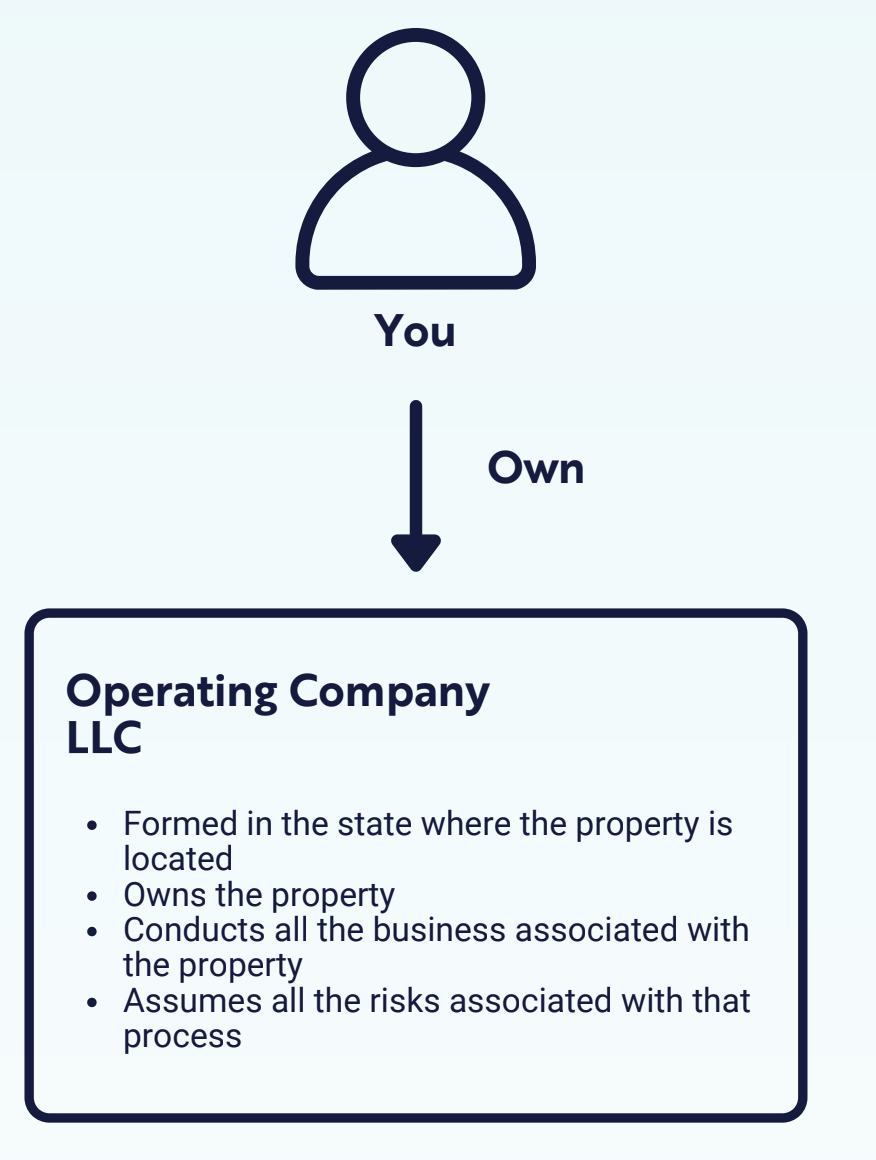 You
Own
Operating Company
LLC
• Formed in the state where the property is
located
• Owns the property
• Conducts all the business associated with
the property
• Assumes all the risks associated with that
process